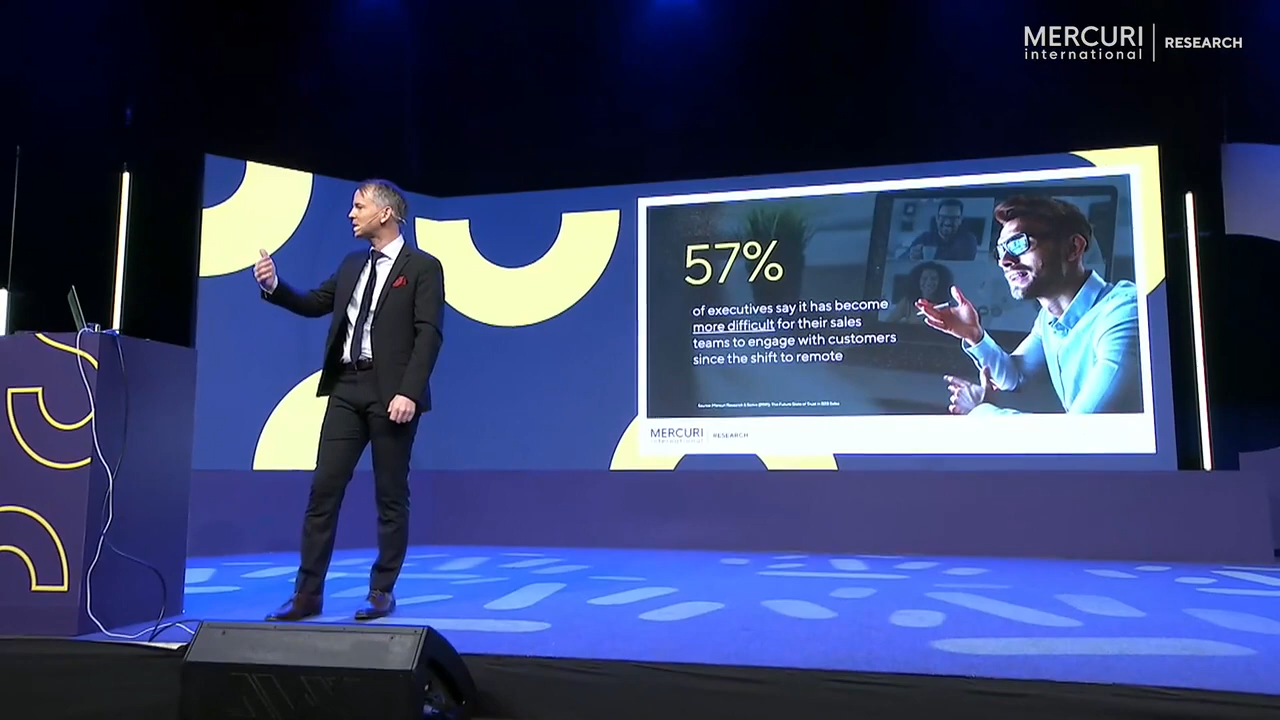 MERCURI
international
RESEARCH
57%
of executives say it has become
more difficult for their sales
teams to engage with customers
since the shift to remote
MERCURI
international
RESEARCH